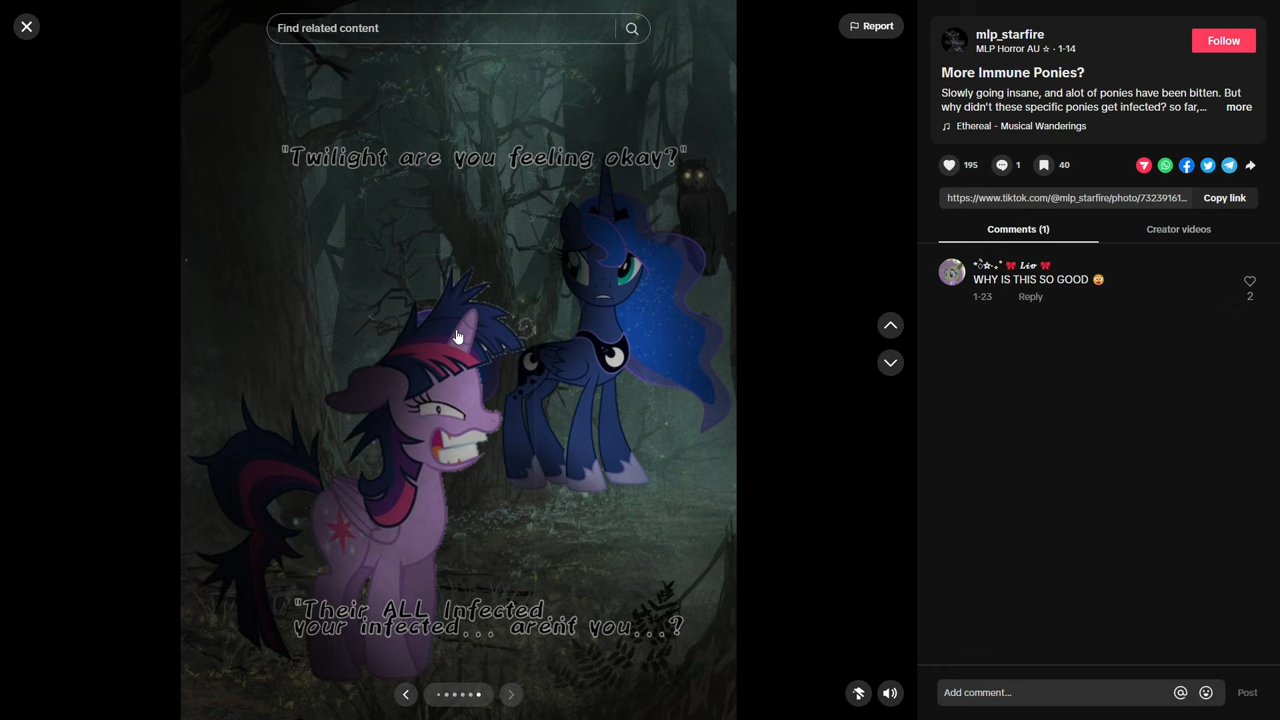 Find related content
Report
"Twilight are you feeling okay?"
"Their ALL Infected
your infected... arent you...?
mlp_starfire
MLP Horror AU ☆ · 1-14
Follow
More Immune Ponies?
Slowly going insane, and alot of ponies have been bitten. But
why didn't these specific ponies get infected? so far,... more
Ethereal - Musical Wanderings
195
1
40
https://www.tiktok.com/@mlp_starfire/photo/73239161...
Copy link
Comments (1)
Creator videos
𝑳𝒊𝒐
WHY IS THIS SO GOOD 🤩
1-23 Reply
2
Add comment...
Post